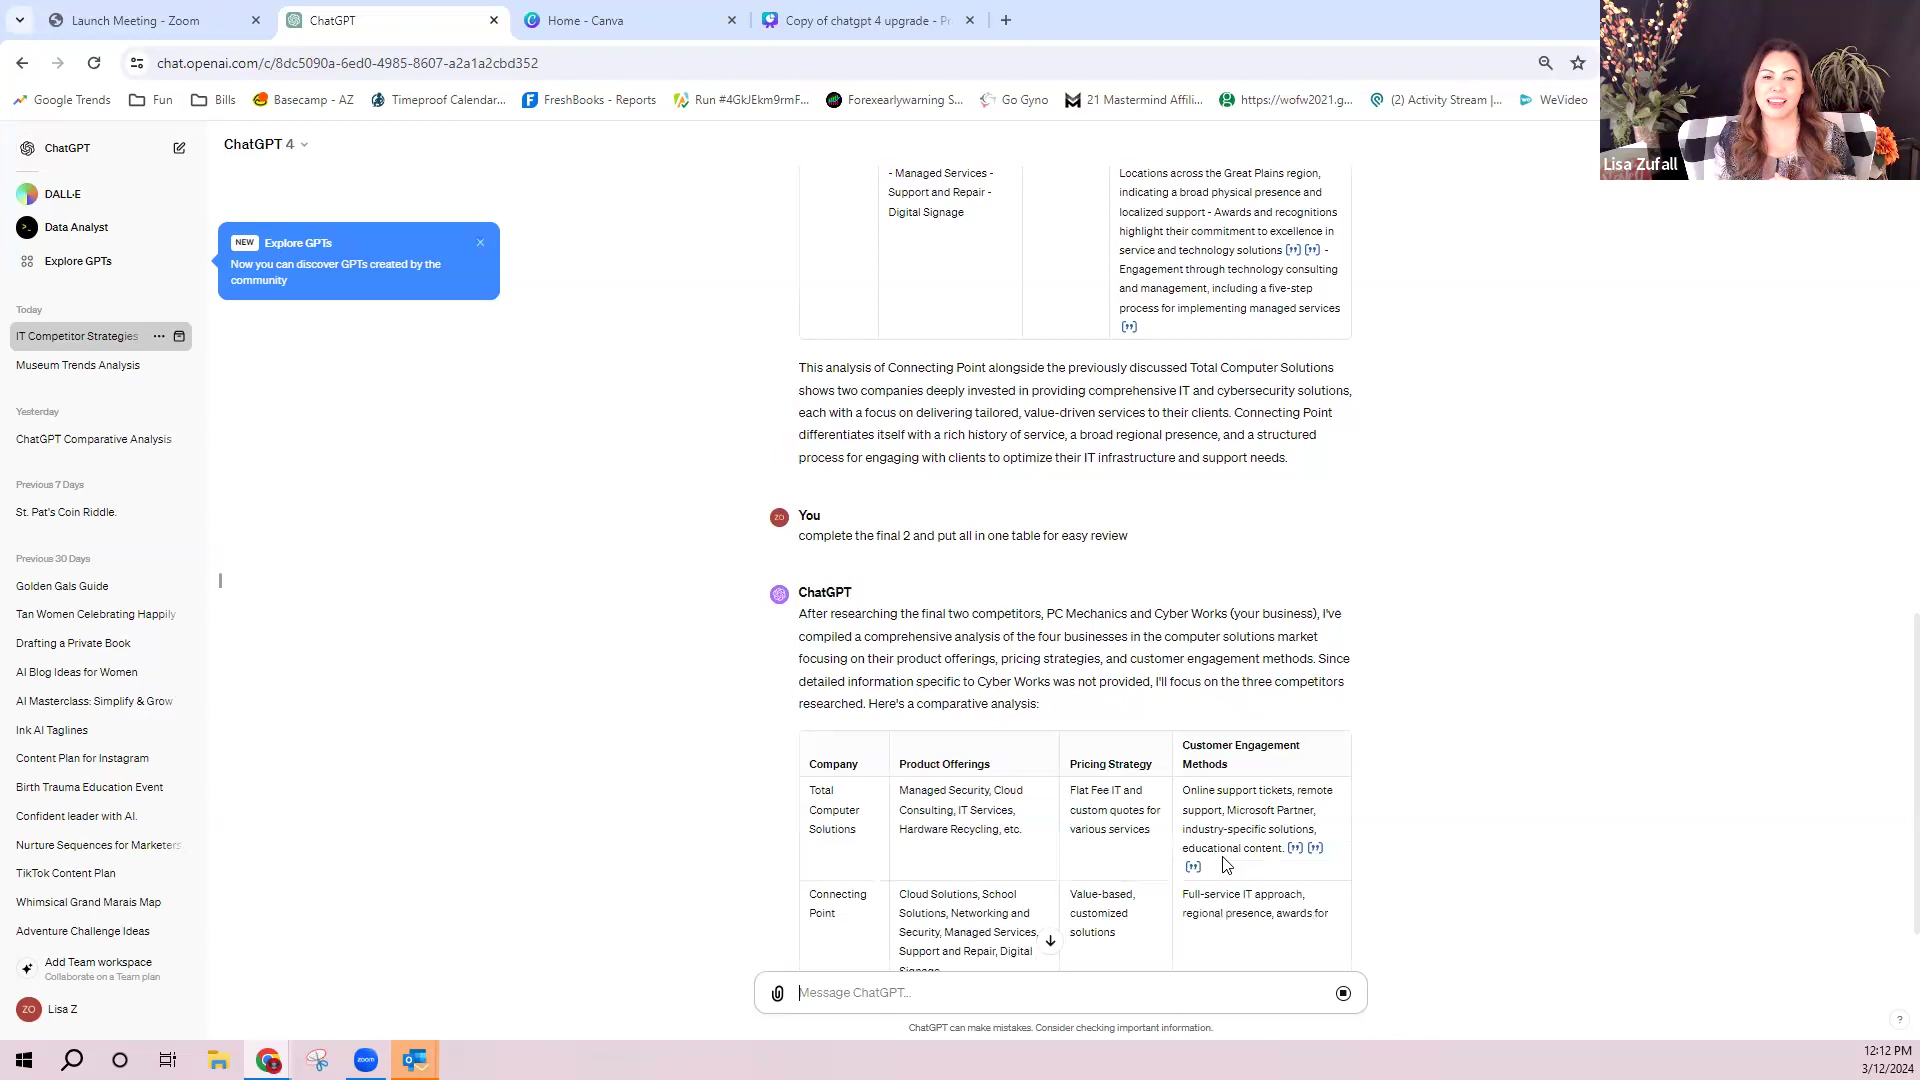 Launch Meeting - Zoom
ChatGPT
Home - Canva
Copy of chatgpt 4 upgrade - Pr
chat.openai.com/c/8dc5090a-6ed0-4985-8607-a2a1a2cbd352
Google Trends
Fun
Bills
Basecamp - AZ
Timeproof Calendar...
FreshBooks - Reports
Run #4GkJEkm9rmF...
Forexearlywarning S...
Go Gyno
21 Mastermind Affili...
https://wofw2021.g...
(2) Activity Stream |...
WeVideo
Lisa Zufall
ChatGPT
DALL·E
Data Analyst
Explore GPTs
Today
IT Competitor Strategies
Museum Trends Analysis
Yesterday
ChatGPT Comparative Analysis
Previous 7 Days
St. Pat's Coin Riddle.
Previous 30 Days
Golden Gals Guide
Tan Women Celebrating Happily
Drafting a Private Book
AI Blog Ideas for Women
AI Masterclass: Simplify & Grow
Ink AI Taglines
Content Plan for Instagram
Birth Trauma Education Event
Confident leader with AI.
Nurture Sequences for Marketers
TikTok Content Plan
Whimsical Grand Marais Map
Adventure Challenge Ideas
Add Team workspace
Collaborate on a Team plan
ZO
Lisa Z
ChatGPT 4
NEW Explore GPTs
Now you can discover GPTs created by the
community
- Managed Services -
Support and Repair -
Digital Signage
Locations across the Great Plains region,
indicating a broad physical presence and
localized support - Awards and recognitions
highlight their commitment to excellence in
service and technology solutions ["] ["] -
Engagement through technology consulting
and management, including a five-step
process for implementing managed services
["]
This analysis of Connecting Point alongside the previously discussed Total Computer Solutions
shows two companies deeply invested in providing comprehensive IT and cybersecurity solutions,
each with a focus on delivering tailored, value-driven services to their clients. Connecting Point
differentiates itself with a rich history of service, a broad regional presence, and a structured
process for engaging with clients to optimize their IT infrastructure and support needs.
ZO
You
complete the final 2 and put all in one table for easy review
ChatGPT
After researching the final two competitors, PC Mechanics and Cyber Works (your business), I've
compiled a comprehensive analysis of the four businesses in the computer solutions market
focusing on their product offerings, pricing strategies, and customer engagement methods. Since
detailed information specific to Cyber Works was not provided, I'll focus on the three competitors
researched. Here's a comparative analysis:
Company
Product Offerings
Pricing Strategy
Customer Engagement
Methods
Total
Computer
Solutions
Managed Security, Cloud
Consulting, IT Services,
Hardware Recycling, etc.
Flat Fee IT and
custom quotes for
various services
Online support tickets, remote
support, Microsoft Partner,
industry-specific solutions,
educational content. ["] ["]
["]
Connecting
Point
Cloud Solutions, School
Solutions, Networking and
Security, Managed Services,
Support and Repair, Digital
Signage
Value-based,
customized
solutions
Full-service IT approach,
regional presence, awards for
Message ChatGPT...
ChatGPT can make mistakes. Consider checking important information.
?
zoom
12:12 PM
3/12/2024